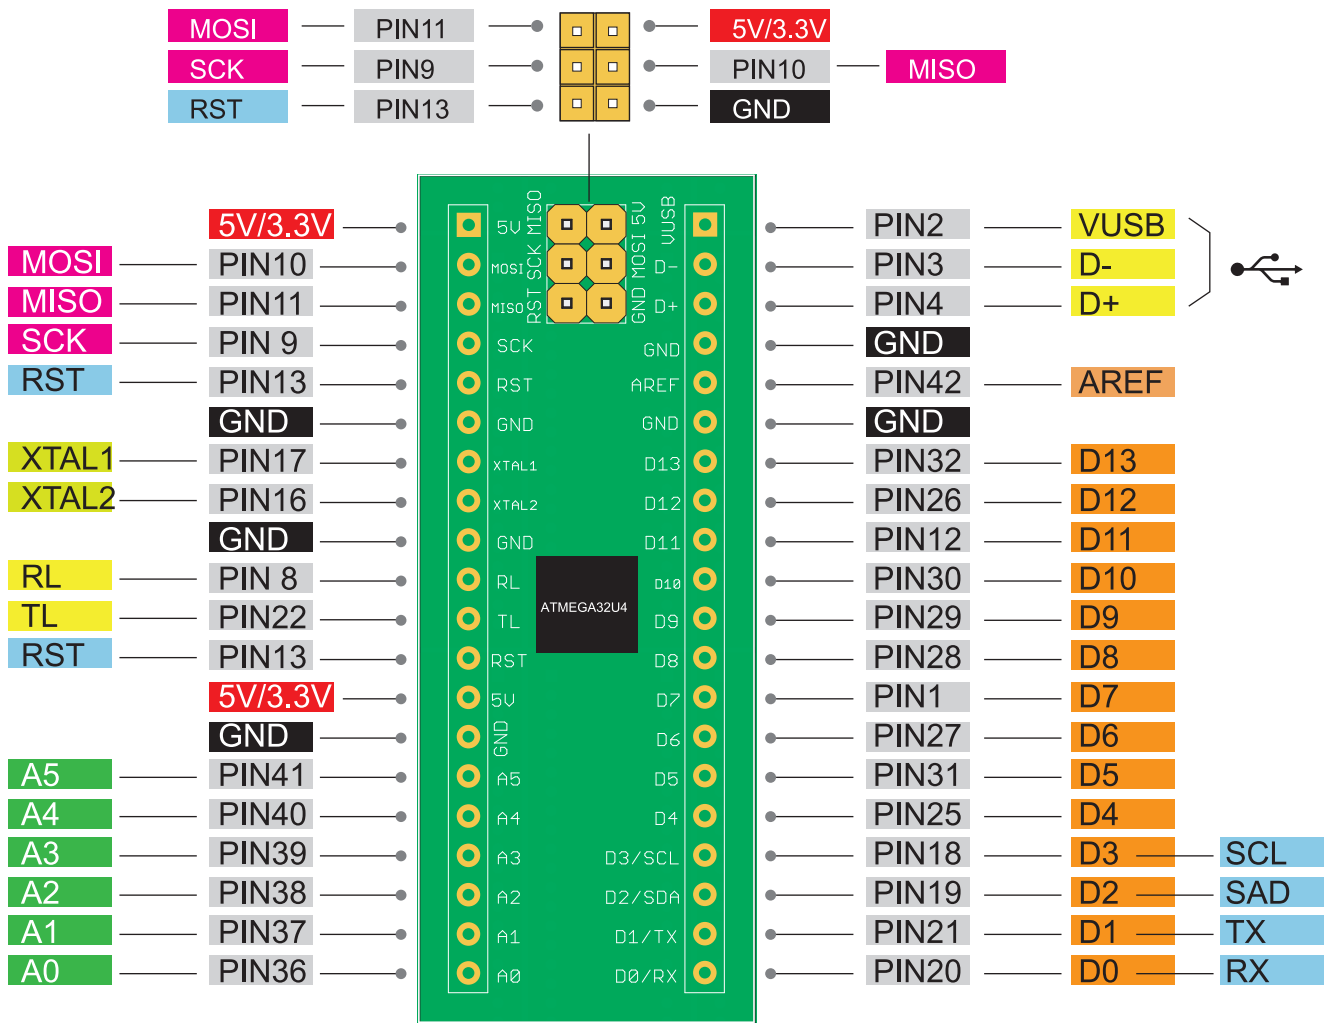 MOSI PIN11 5V/3.3V
SCK PIN9 PIN10 MISO
RST PIN13 GND
MISO SCK RST
5V MOSI GND
VUSB
5V/3.3V 5V PIN2 VUSB
MOSI PIN10 MOSI D- PIN3 D-
MISO PIN11 MISO D+ PIN4 D+
SCK PIN 9 SCK GND GND
RST PIN13 RST AREF PIN42 AREF
GND GND GND GND
XTAL1 PIN17 XTAL1 D13 PIN32 D13
XTAL2 PIN16 XTAL2 D12 PIN26 D12
GND GND D11 PIN12 D11
RL PIN 8 RL D10 PIN30 D10
ATMEGA32U4
TL PIN22 TL D9 PIN29 D9
RST PIN13 RST D8 PIN28 D8
5V/3.3V 5V D7 PIN1 D7
GND GND D6 PIN27 D6
A5 PIN41 A5 D5 PIN31 D5
A4 PIN40 A4 D4 PIN25 D4
A3 PIN39 A3 D3/SCL PIN18 D3 SCL
A2 PIN38 A2 D2/SDA PIN19 D2 SAD
A1 PIN37 A1 D1/TX PIN21 D1 TX
A0 PIN36 A0 D0/RX PIN20 D0 RX